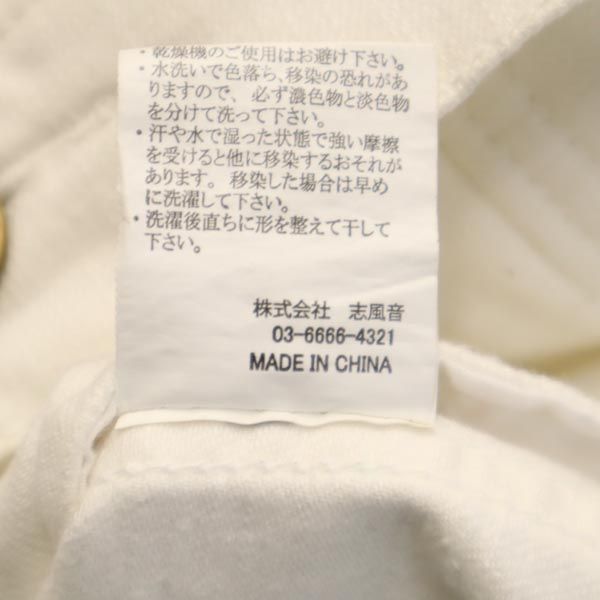 ・乾燥機のご使用はお避け下さい。
・水洗いで色落ち、移染の恐れがあ
りますので、必ず濃色物と淡色物
を分けて洗って下さい。
・汗や水で湿った状態で強い摩擦
を受けると他に移染するおそれが
あります。移染した場合は早め
に洗濯して下さい。
・洗濯後直ちに形を整えて干して
下さい。
株式会社 志風音
03-6666-4321
MADE IN CHINA